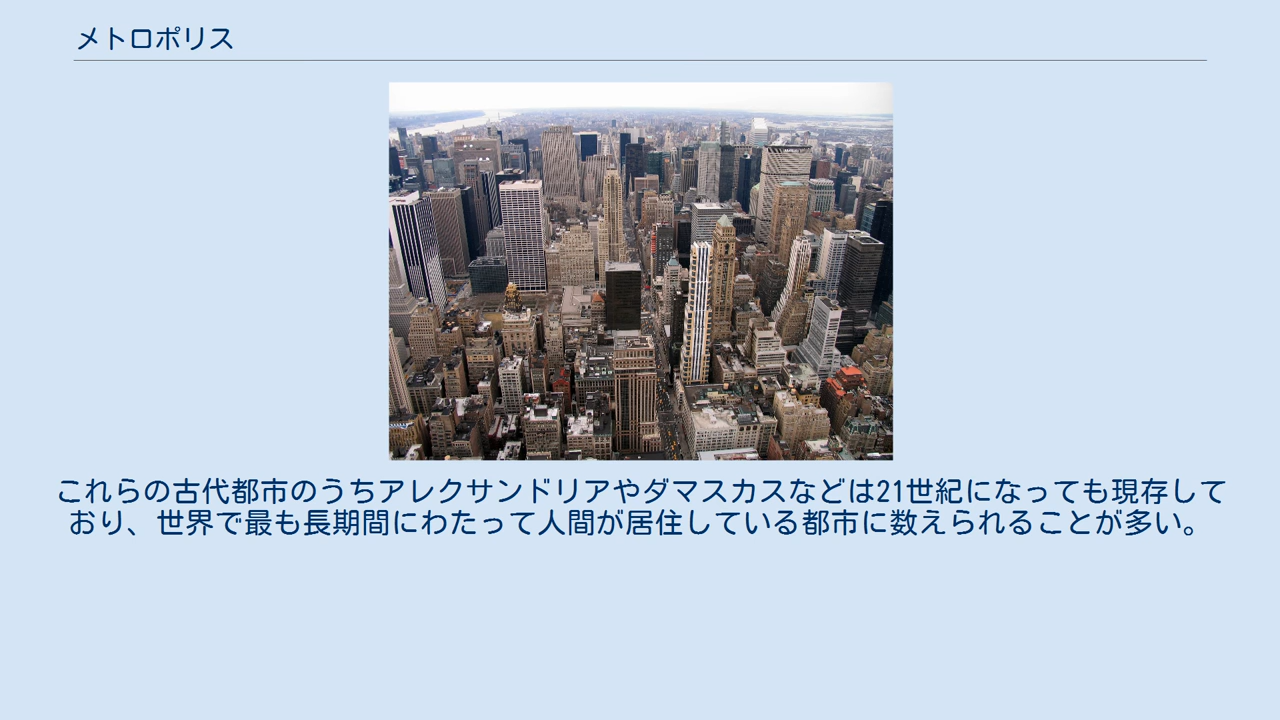 メトロポリス
これらの古代都市のうちアレクサンドリアやダマスカスなどは21世紀になっても現存して
おり、世界で最も長期間にわたって人間が居住している都市に数えられることが多い。